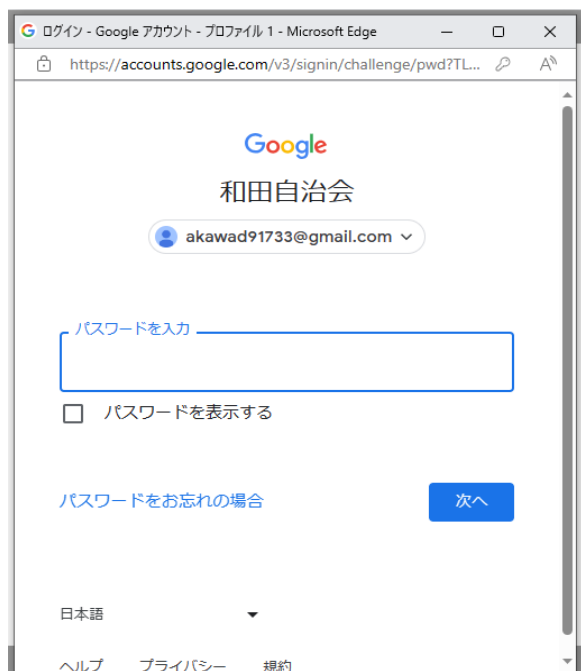 ログイン - Google アカウント - プロファイル 1 - Microsoft Edge
https://accounts.google.com/v3/signin/challenge/pwd?TL...
Google
和田自治会
akawad91733@gmail.com
パスワードを入力
パスワードを表示する
パスワードをお忘れの場合
次へ
日本語
ヘルプ プライバシー 規約